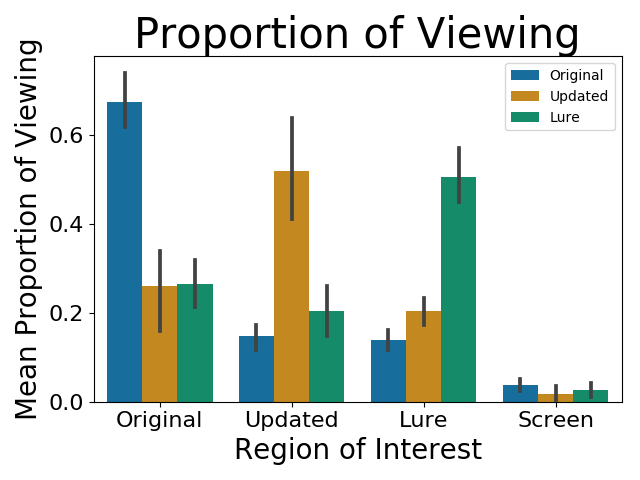 Proportion of Viewing
Mean Proportion of Viewing
0.6
0.4
0.2
0.0
Original
Updated
Lure
Original Updated Lure Screen
Region of Interest